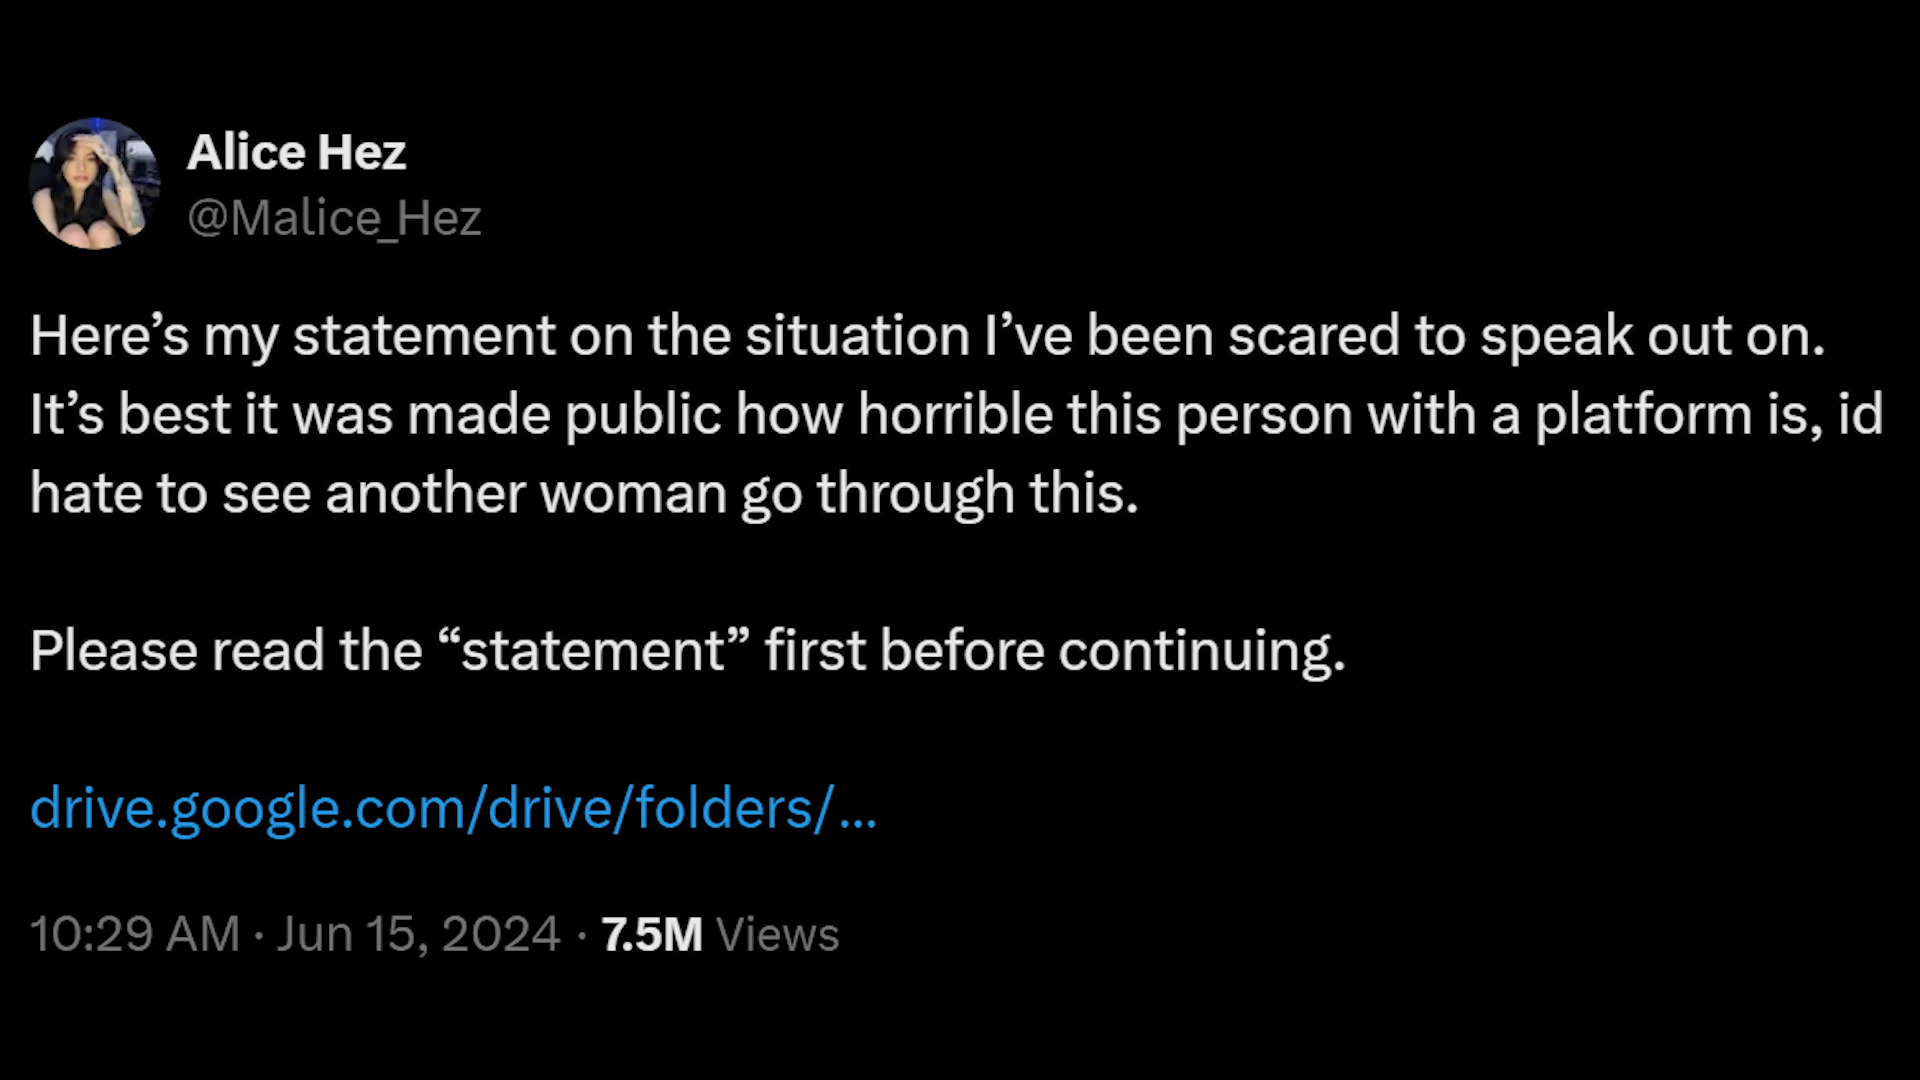 Alice Hez
@Malice_Hez
Here’s my statement on the situation I’ve been scared to speak out on.
It’s best it was made public how horrible this person with a platform is, id
hate to see another woman go through this.
Please read the “statement” first before continuing.
drive.google.com/drive/folders/…
10:29 AM · Jun 15, 2024 · 7.5M Views